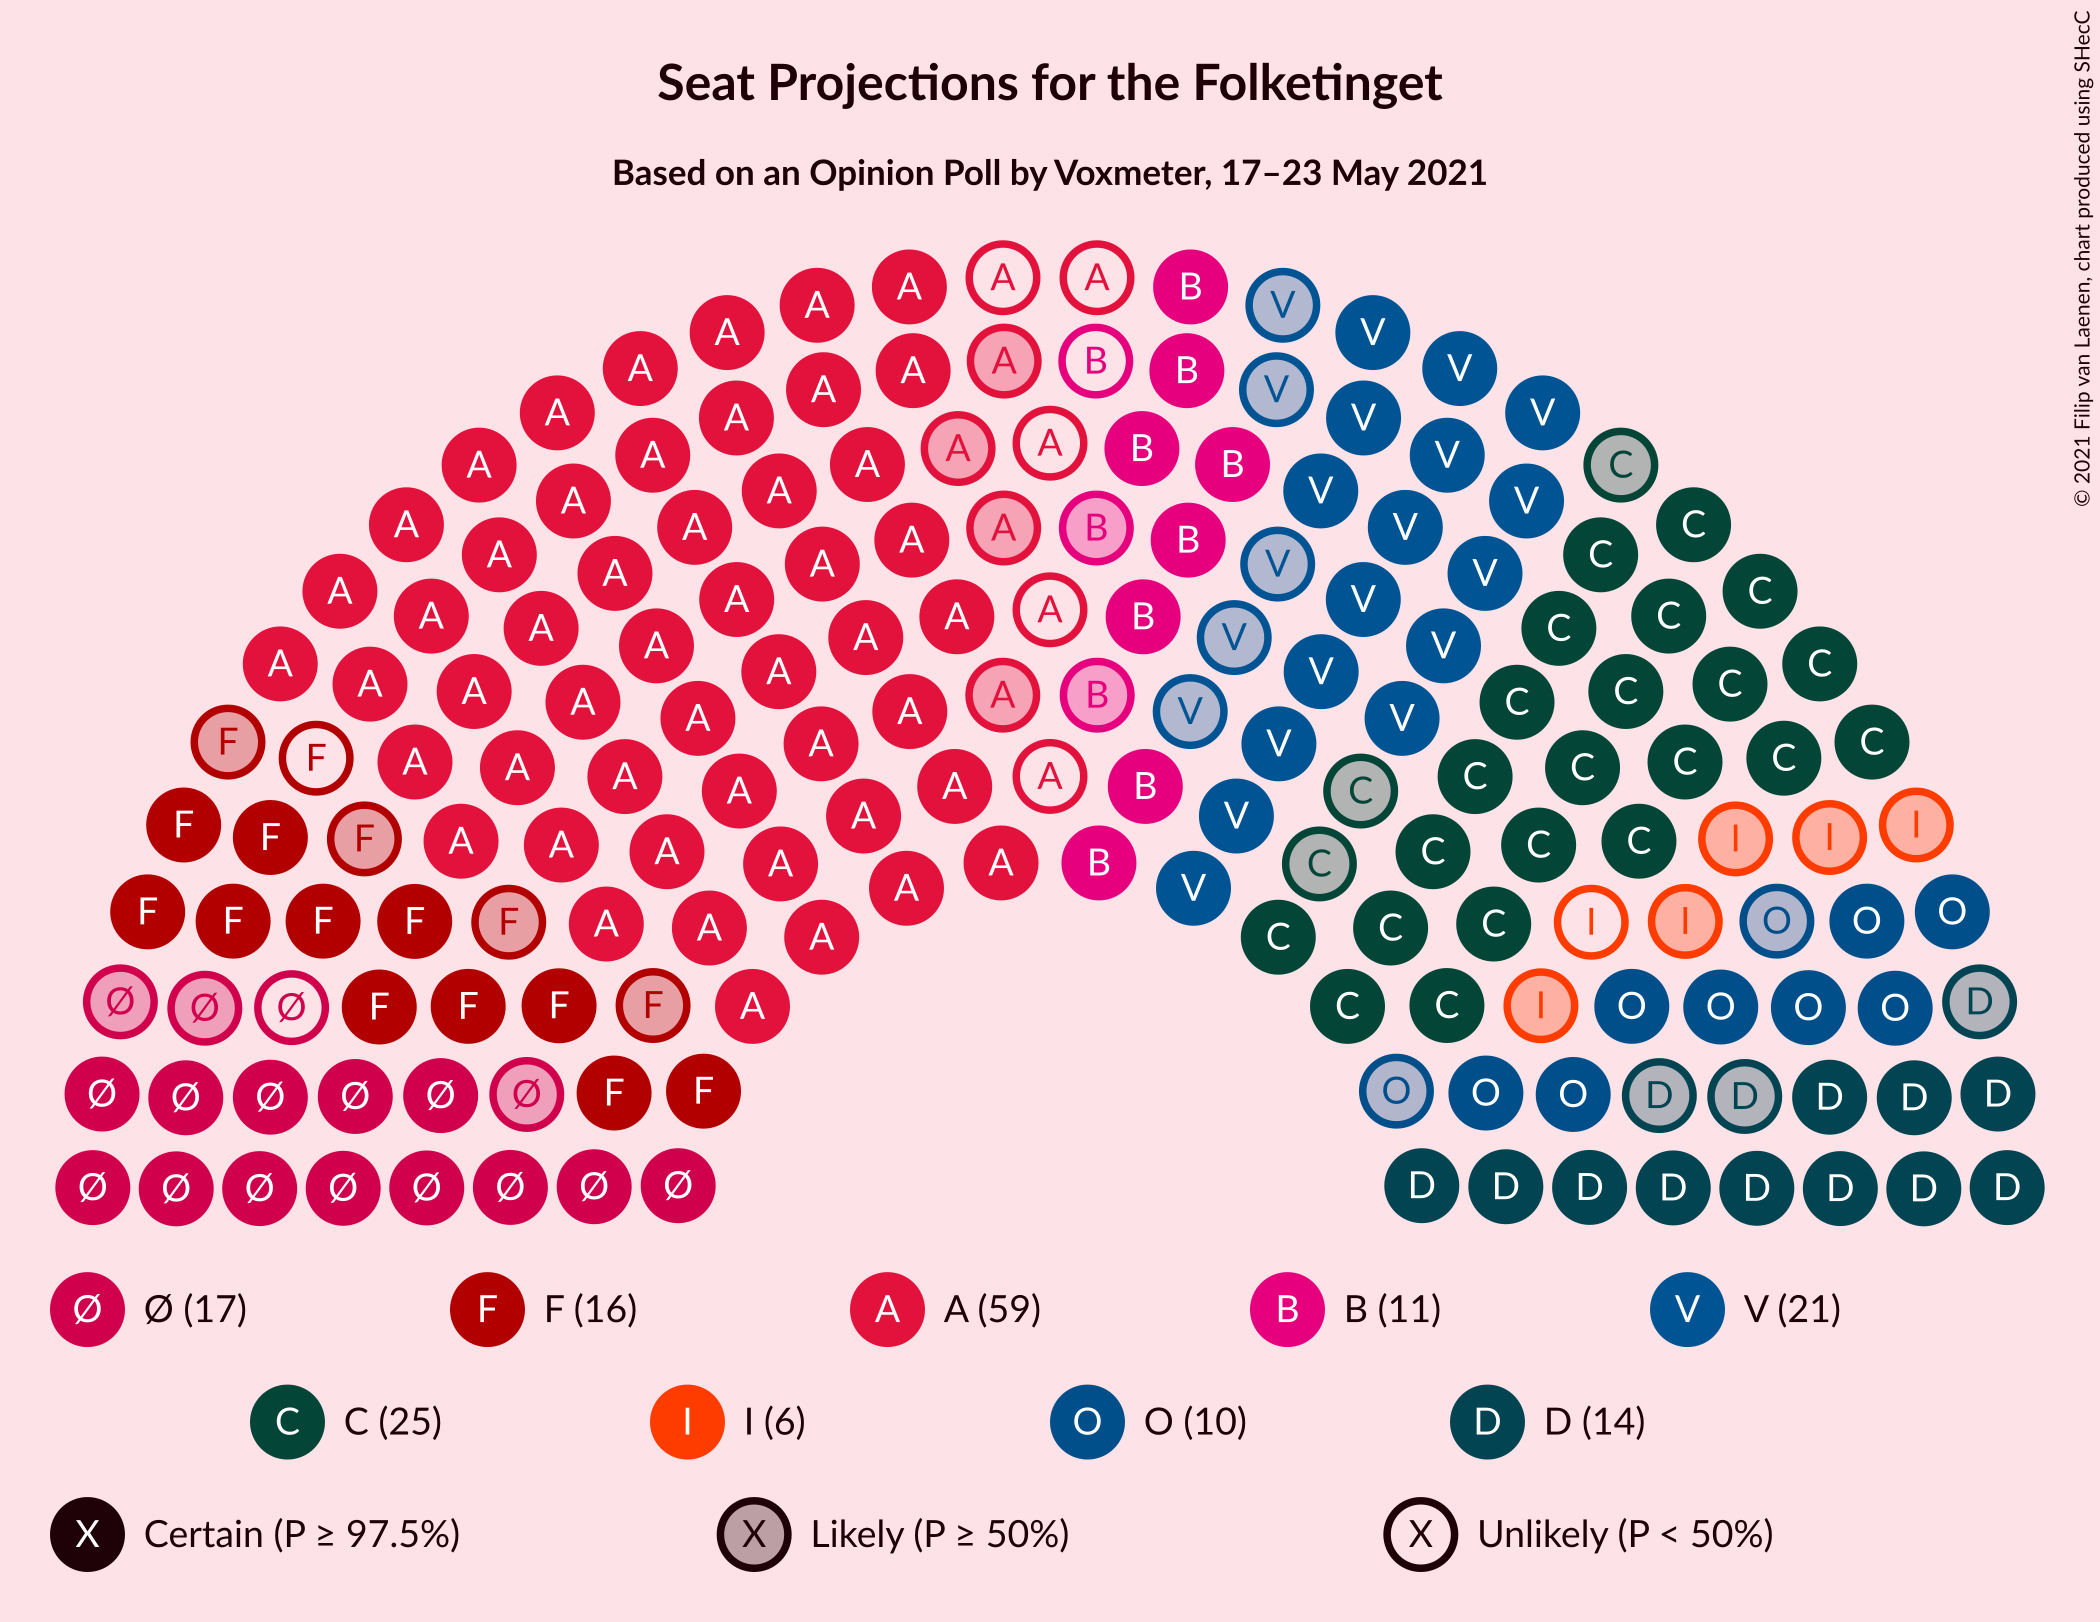 © 2021 Filip van Laenen, chart produced using SHecC
Seat Projections for the Folketinget
Based on an Opinion Poll by Voxmeter, 17–23 May 2021
A A A A B V
A A A A A B B V V V
A A A A A A A B B V V V C
A A A A A A A A B B V V V V C C
A A A A A A A A A B V V V V C C C
A A A A A A A A B V V V C C C C
F F A A A A A A A B V C C C C C C
F F F A A A A A A A B V V C C C C I I I
F F F F F A A A C C C I I O O O
Ø Ø Ø F F F F A C C I O O O O D
Ø Ø Ø Ø Ø Ø F F O O O D D D D D
Ø Ø Ø Ø Ø Ø Ø Ø D D D D D D D D
Ø Ø (17) F F (16) A A (59) B B (11) V V (21)
C C (25) I I (6) O O (10) D D (14)
X Certain (P ≥ 97.5%) X Likely (P ≥ 50%) X Unlikely (P < 50%)